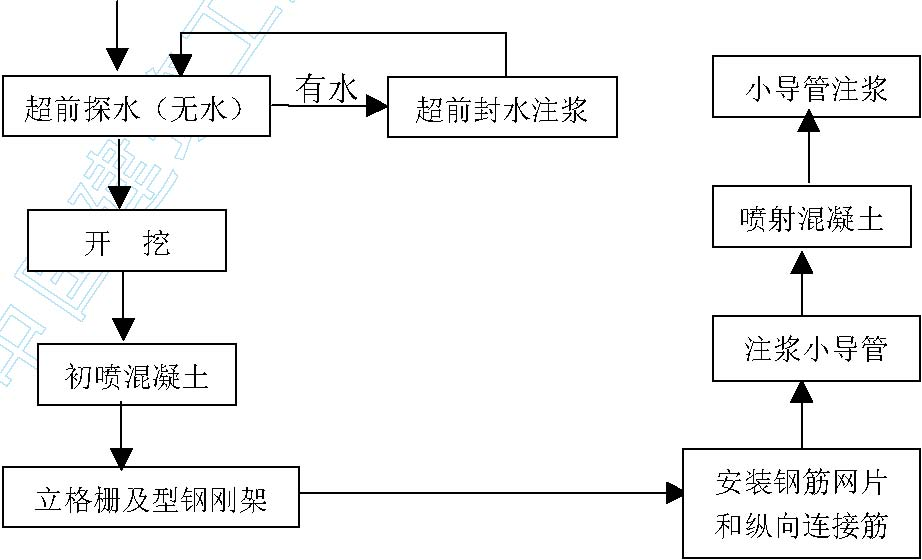 超前探水（无水）
有水
超前封水注浆
开 挖
初喷混凝土
立格栅及型钢刚架
安装钢筋网片
和纵向连接筋
注浆小导管
喷射混凝土
小导管注浆